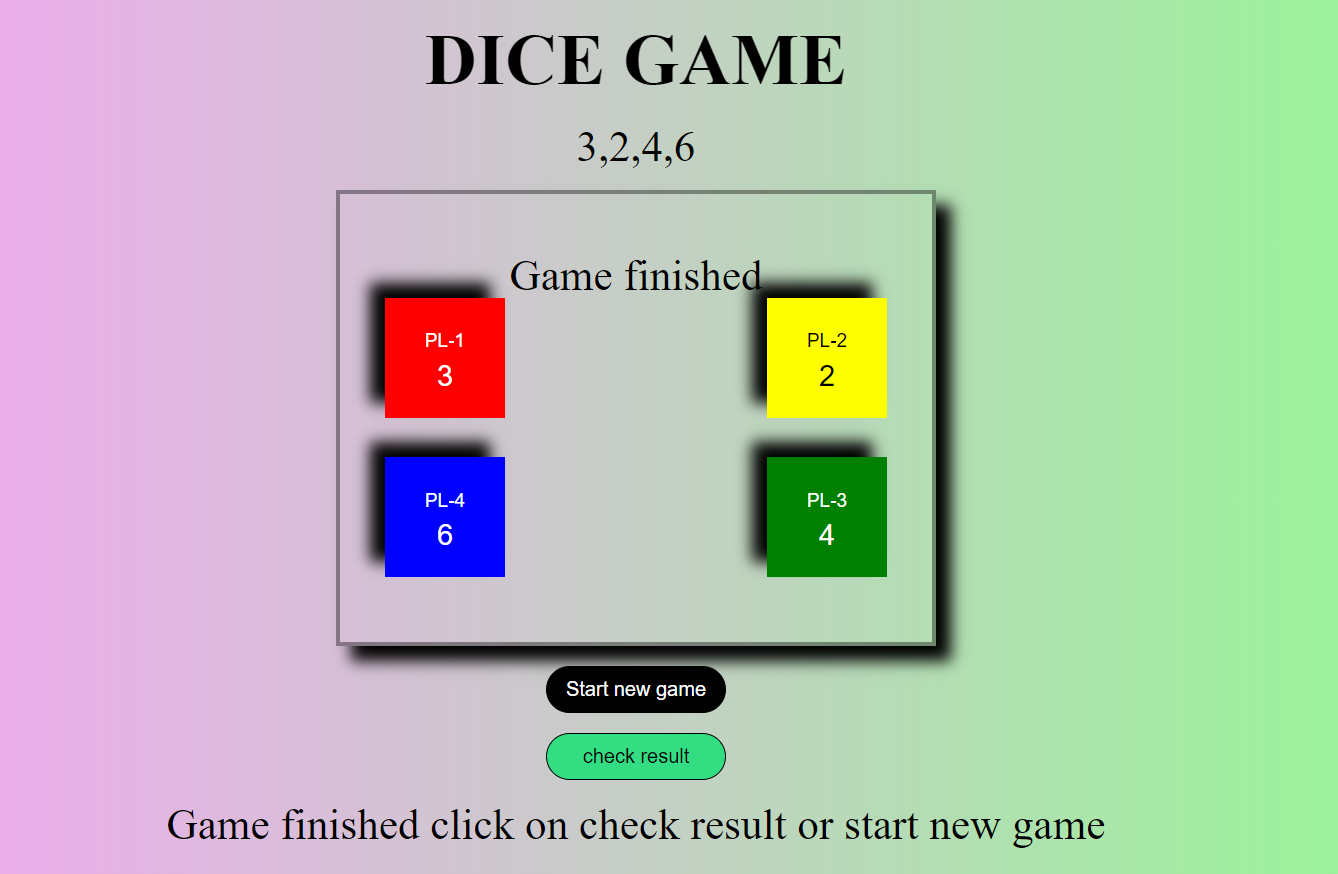 DICE GAME
3,2,4,6
Game finished
PL-1
3
PL-2
2
PL-4
6
PL-3
4
Start new game
check result
Game finished click on check result or start new game